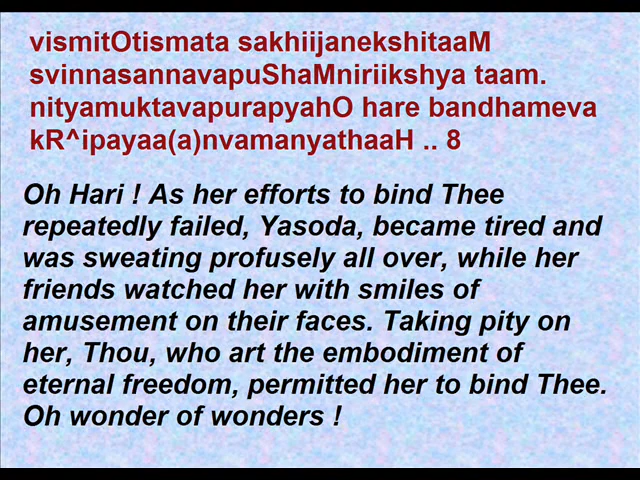 vismitOtismata sakhiijanekshitaaM
svinnasannavapuShaMniriikshya taam.
nityamuktavapurapyahO hare bandhameva
kR^ipayaa(a)nvamanyathaaH .. 8
Oh Hari ! As her efforts to bind Thee
repeatedly failed, Yasoda, became tired and
was sweating profusely all over, while her
friends watched her with smiles of
amusement on their faces. Taking pity on
her, Thou, who art the embodiment of
eternal freedom, permitted her to bind Thee.
Oh wonder of wonders !